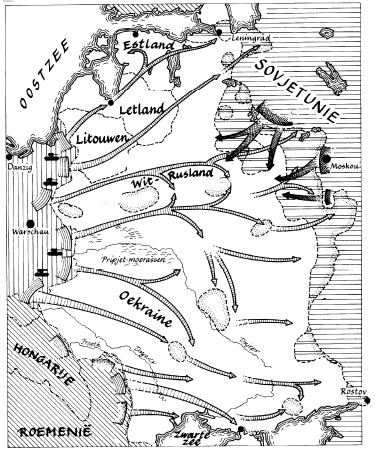 OOSTZEE
Estland
Leningrad
SOVJETUNIE
Letland
Litouwen
Danzig
Wit Rusland
Moskou
Warschau
Pripjet-moerassen
Oekraine
HONGARIJE
Rostov
ROEMENIË
Zwarte
zee